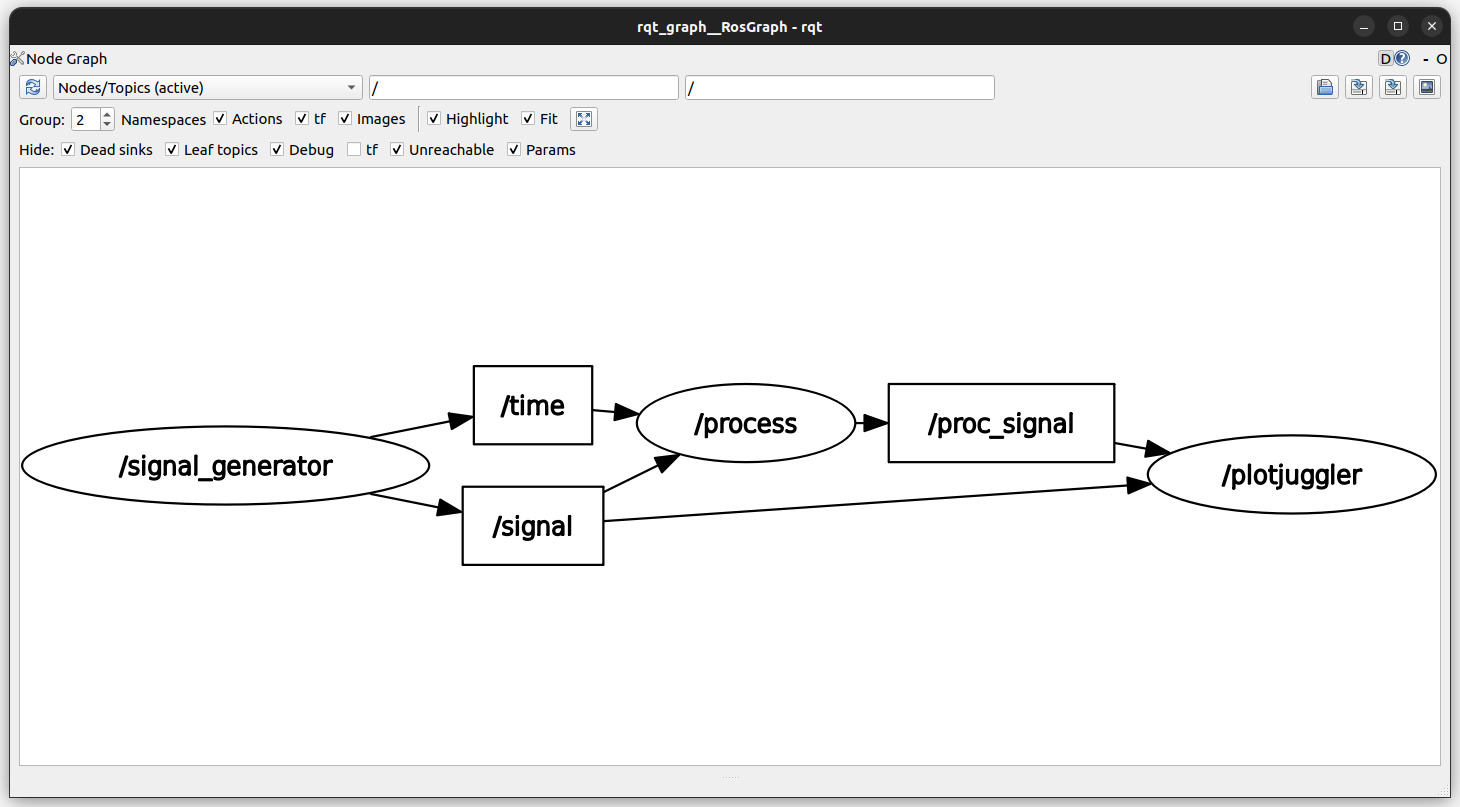 rqt_graph__RosGraph - rqt
Node Graph D ? - O
Nodes/Topics (active) / /
Group: 2 Namespaces Actions tf Images Highlight Fit
Hide: Dead sinks Leaf topics Debug tf Unreachable Params
/time
/process
/proc_signal
/signal_generator
/plotjuggler
/signal